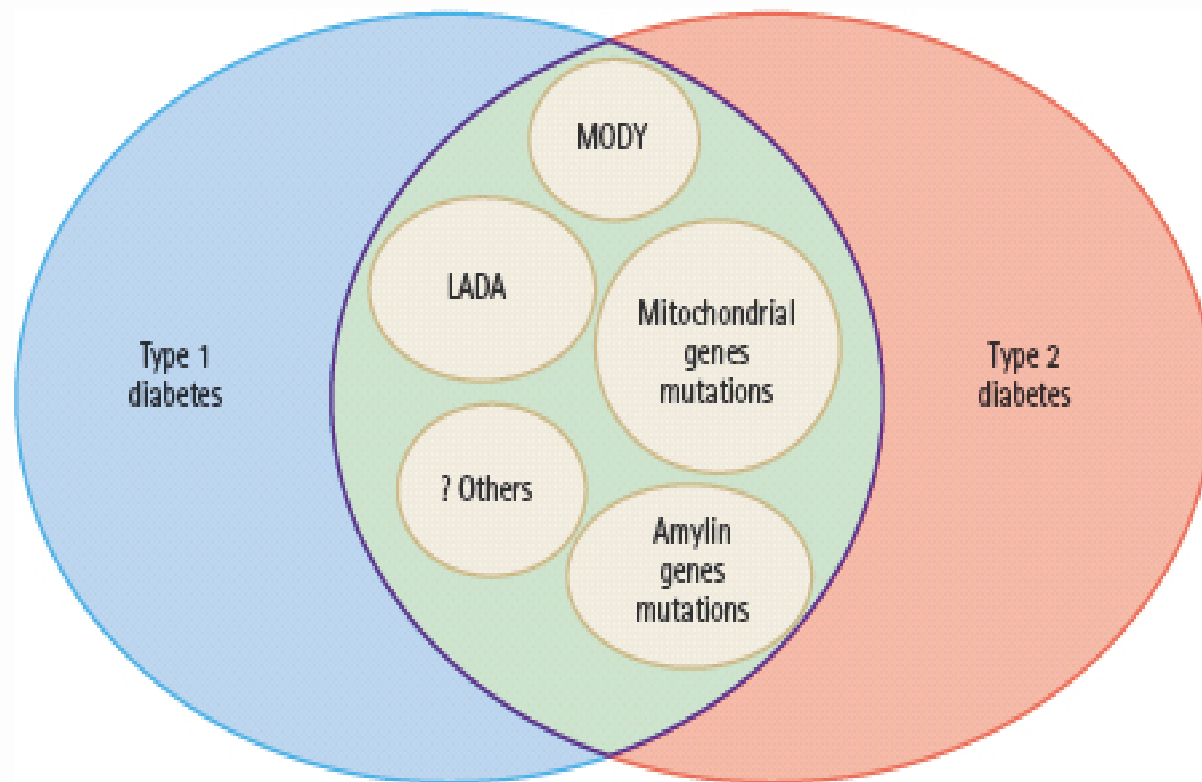 MODY
LADA
Mitochondrial
genes
mutations
Type 1
diabetes
Type 2
diabetes
? Others
Amylin
genes
mutations